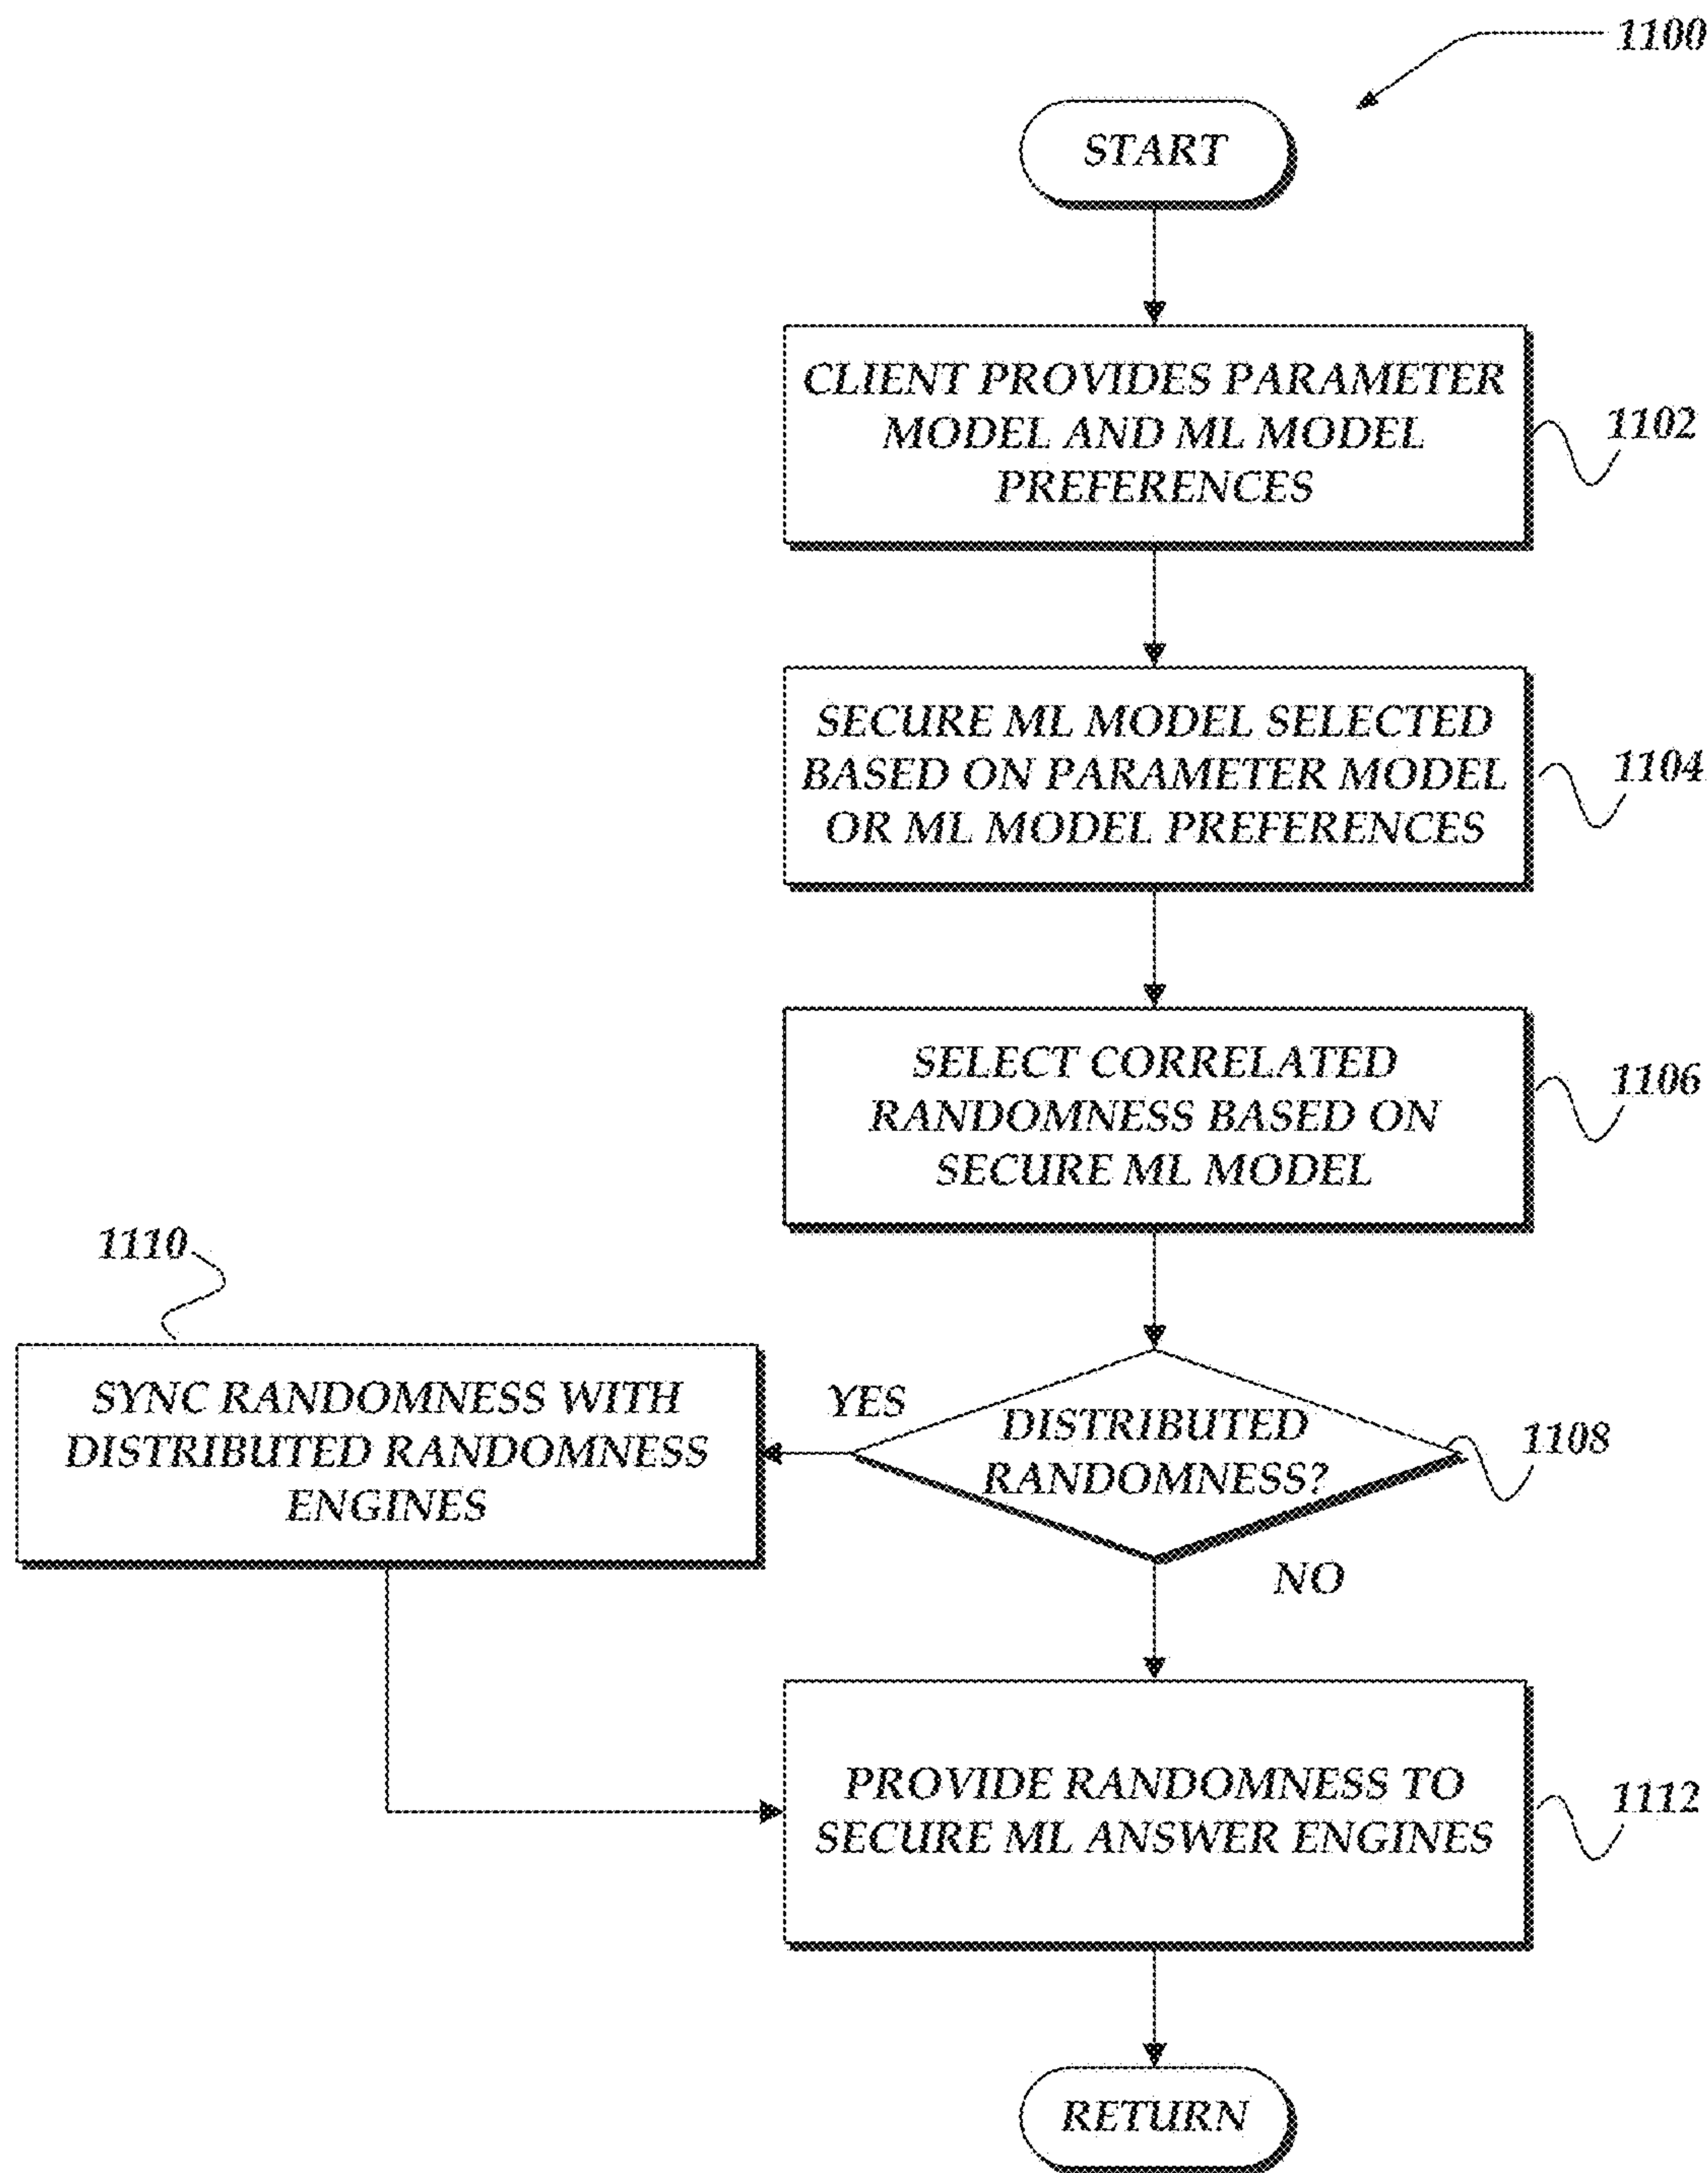 1100
START
CLIENT PROVIDES PARAMETER
MODEL AND ML MODEL
PREFERENCES
1102
SECURE ML MODEL SELECTED
BASED ON PARAMETER MODEL
OR ML MODEL PREFERENCES
1104
SELECT CORRELATED
RANDOMNESS BASED ON
SECURE ML MODEL
1106
1110
SYNC RANDOMNESS WITH
DISTRIBUTED RANDOMNESS
ENGINES
YES
DISTRIBUTED
RANDOMNESS?
1108
NO
PROVIDE RANDOMNESS TO
SECURE ML ANSWER ENGINES
1112
RETURN